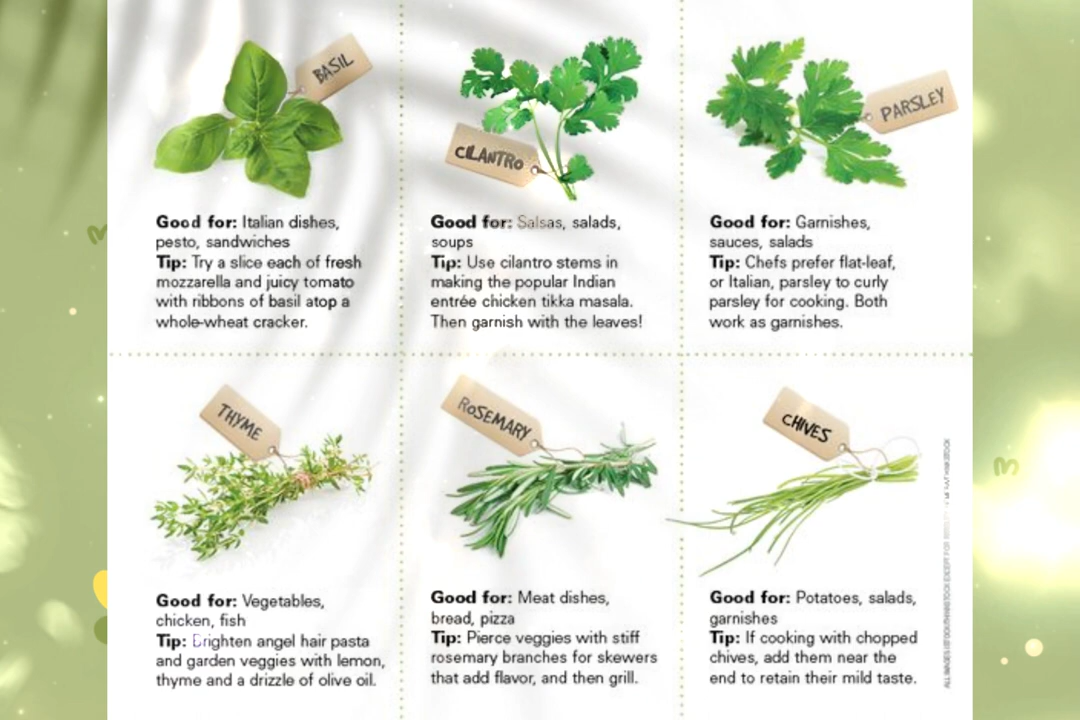 BASIL
Good for: Italian dishes,
pesto, sandwiches
Tip: Try a slice each of fresh
mozzarella and juicy tomato
with ribbons of basil atop a
whole-wheat cracker.
CILANTRO
Good for: Salsas, salads,
soups
Tip: Use cilantro stems in
making the popular Indian
entrée chicken tikka masala.
Then garnish with the leaves!
PARSLEY
Good for: Garnishes,
sauces, salads
Tip: Chefs prefer flat-leaf,
or Italian, parsley to curly
parsley for cooking. Both
work as garnishes.
THYME
Good for: Vegetables,
chicken, fish
Tip: Brighten angel hair pasta
and garden veggies with lemon,
thyme and a drizzle of olive oil.
ROSEMARY
Good for: Meat dishes,
bread, pizza
Tip: Pierce veggies with stiff
rosemary branches for skewers
that add flavor, and then grill.
CHIVES
Good for: Potatoes, salads,
garnishes
Tip: If cooking with chopped
chives, add them near the
end to retain their mild taste.